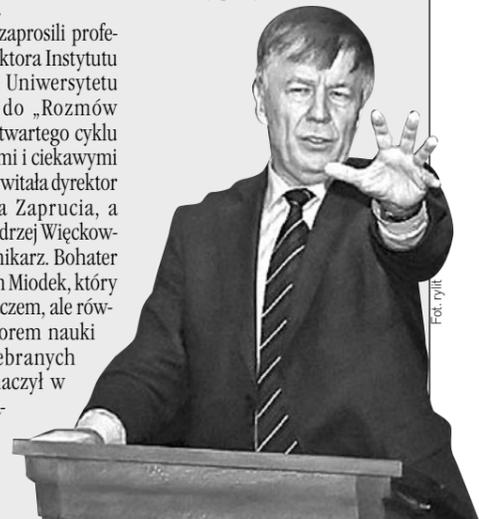 zaprosili profe-
ktora Instytutu
Uniwersytetu
do „Rozmów
twartego cyklu
mi i ciekawymi
witała dyrektor
a Zaprucia, a
drzej Więckow-
nikarz. Bohater
n Miodek, który
czem, ale rów-
orem nauki
ebranych
naczył w
-
Fot. rylit